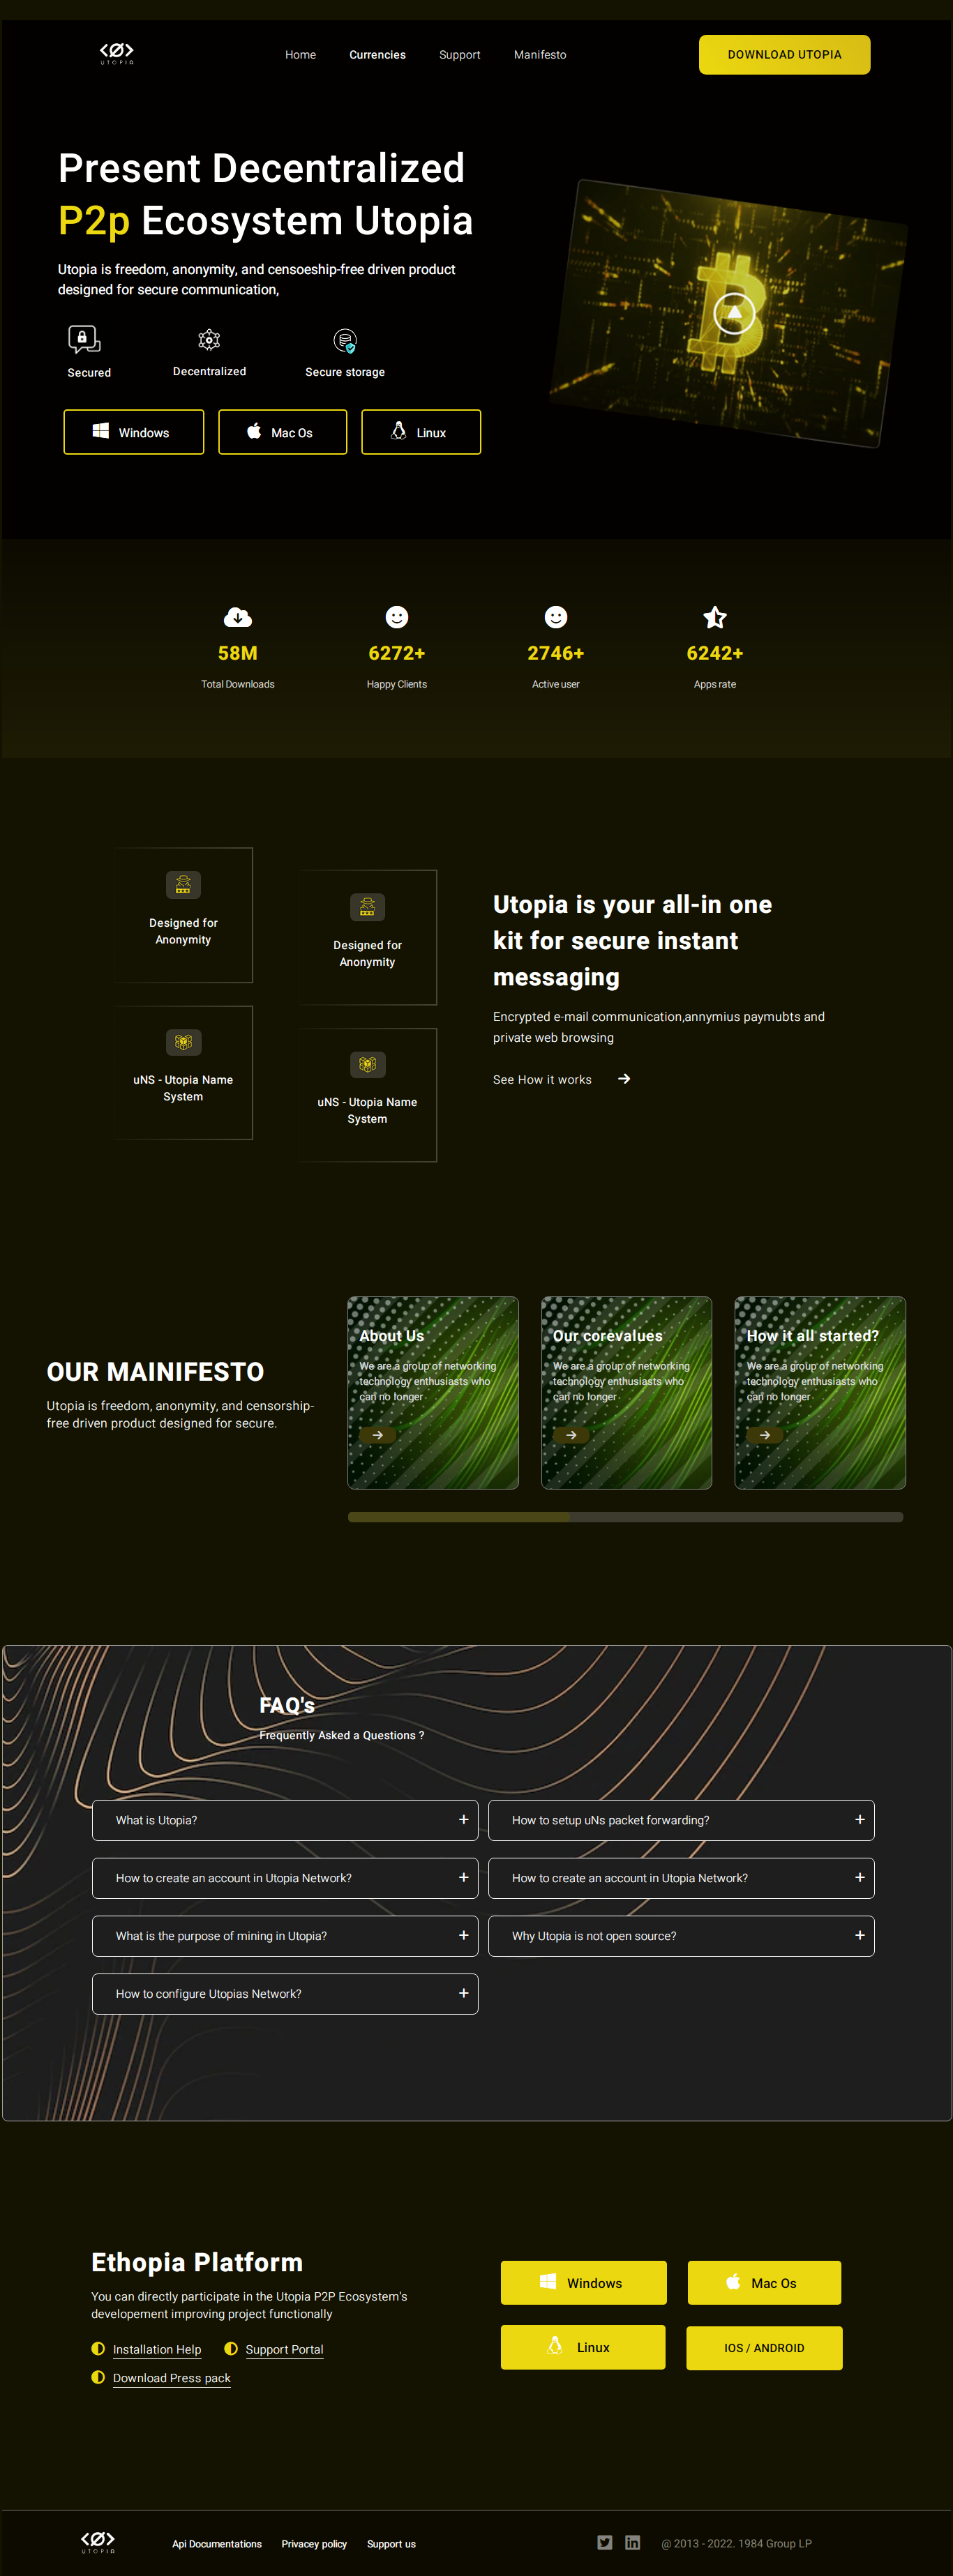 UTOPIA
Home
Currencies
Support
Manifesto
DOWNLOAD UTOPIA
Present Decentralized
P2p Ecosystem Utopia
Utopia is freedom, anonymity, and censoeship-free driven product
designed for secure communication,
Secured
Decentralized
Secure storage
Windows
Mac Os
Linux
58M
Total Downloads
6272+
Happy Clients
2746+
Active user
6242+
Apps rate
Designed for
Anonymity
Designed for
Anonymity
uNS - Utopia Name
System
uNS - Utopia Name
System
Utopia is your all-in one
kit for secure instant
messaging
Encrypted e-mail communication,annymius paymubts and
private web browsing
See How it works
OUR MAINIFESTO
Utopia is freedom, anonymity, and censorship-
free driven product designed for secure.
About Us
We are a group of networking
technology enthusiasts who
can no longer
Our corevalues
We are a group of networking
technology enthusiasts who
can no longer
How it all started?
We are a group of networking
technology enthusiasts who
can no longer
FAQ's
Frequently Asked a Questions ?
What is Utopia? +
How to setup uNs packet forwarding? +
How to create an account in Utopia Network? +
How to create an account in Utopia Network? +
What is the purpose of mining in Utopia? +
Why Utopia is not open source? +
How to configure Utopias Network? +
Ethopia Platform
You can directly participate in the Utopia P2P Ecosystem's
developement improving project functionally
Installation Help
Support Portal
Download Press pack
Windows
Mac Os
Linux
IOS / ANDROID
UTOPIA
Api Documentations
Privacey policy
Support us
@ 2013 - 2022. 1984 Group LP